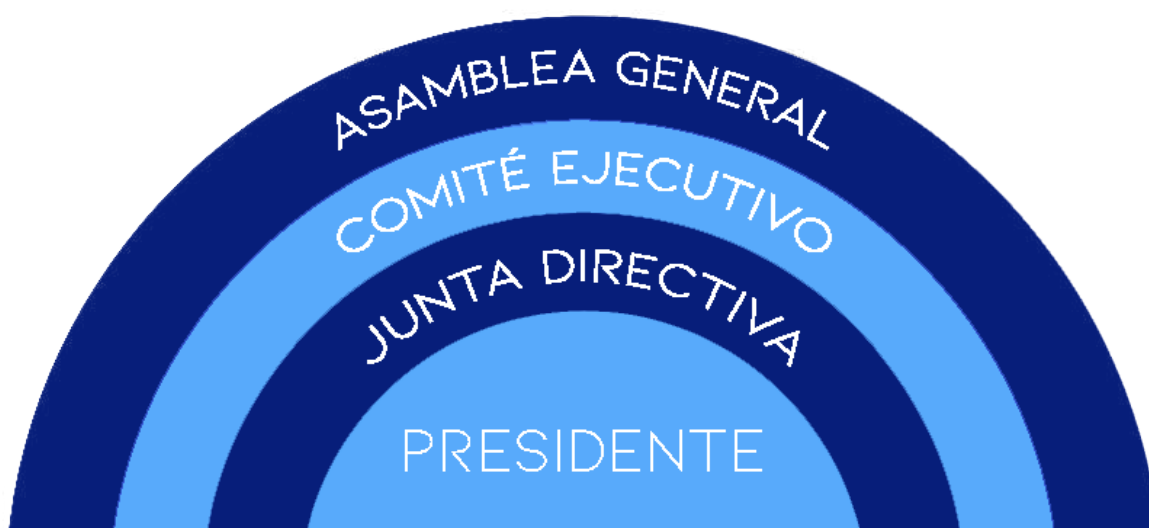 ASAMBLEA GENERAL
COMITÉ EJECUTIVO
JUNTA DIRECTIVA
PRESIDENTE